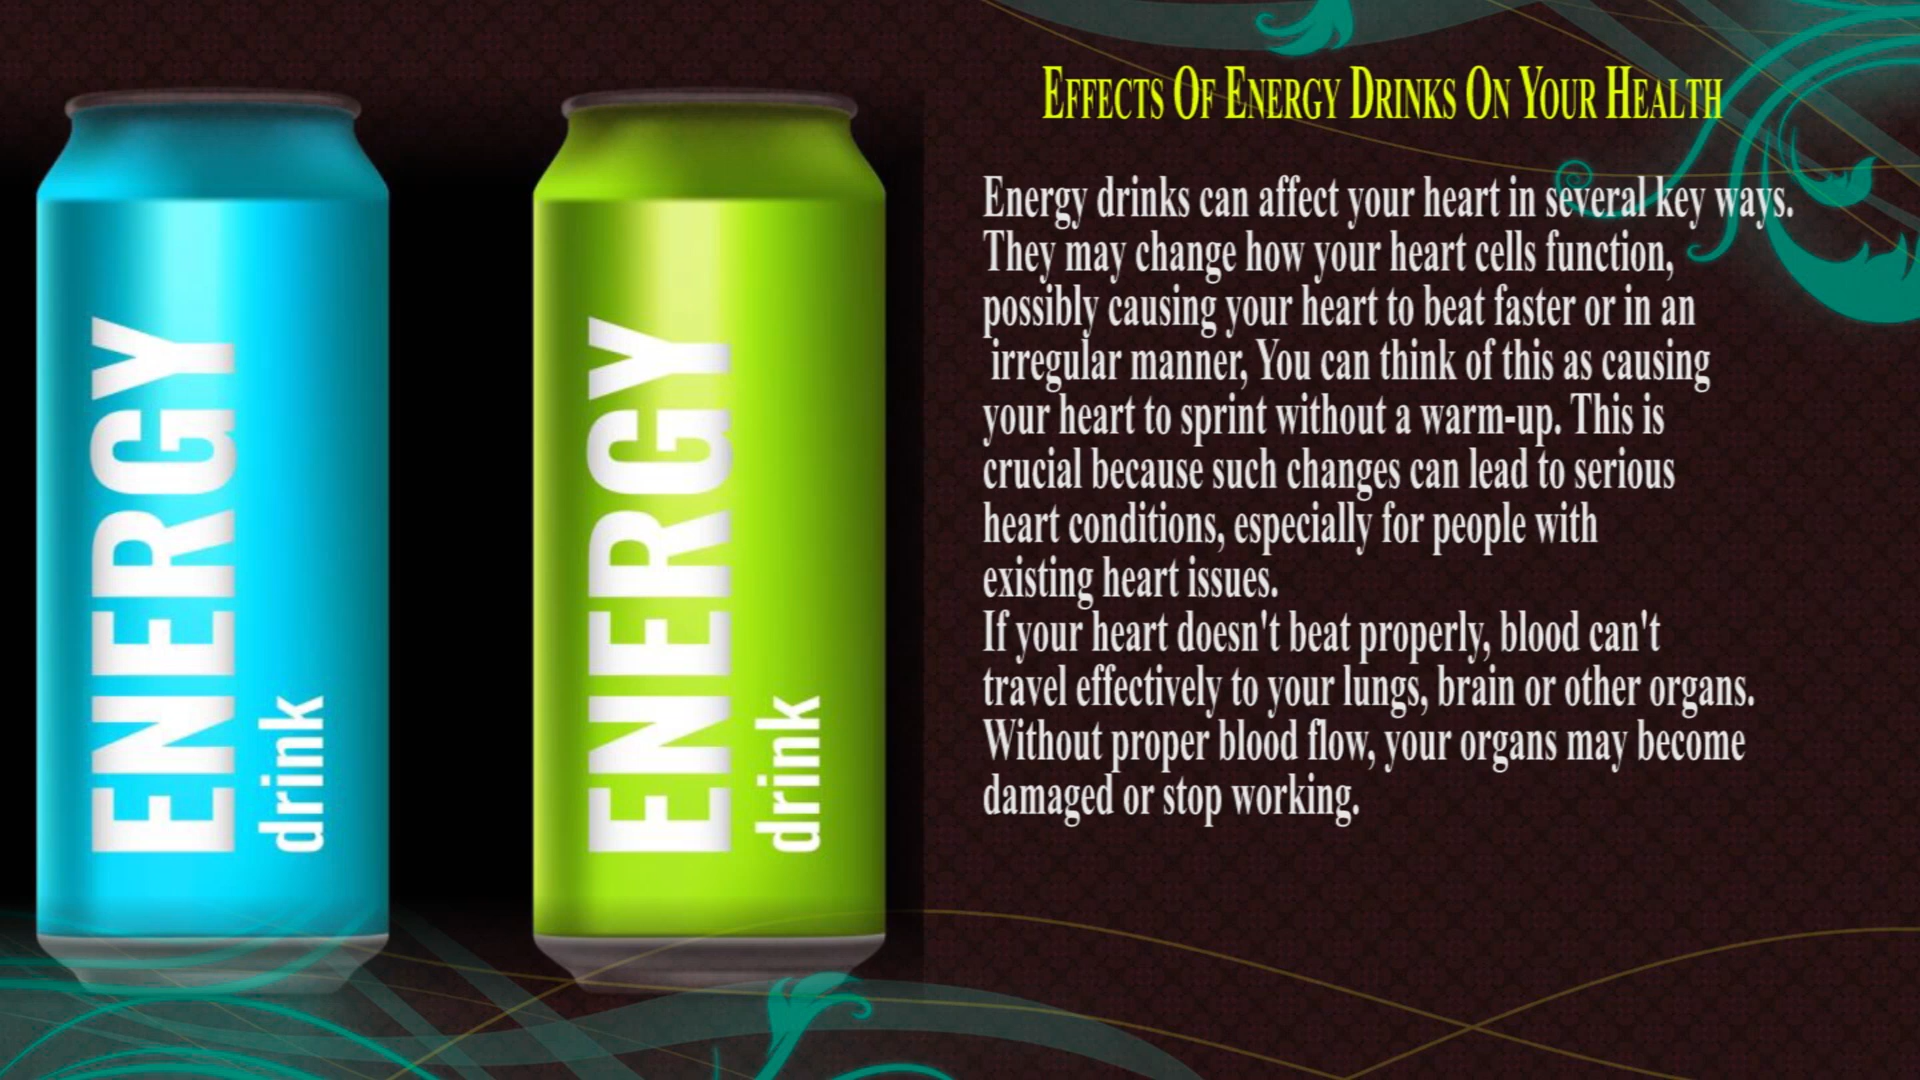 EFFECTS OF ENERGY DRINKS ON YOUR HEALTH
Energy drinks can affect your heart in several key ways.
They may change how your heart cells function,
possibly causing your heart to beat faster or in an
irregular manner, You can think of this as causing
your heart to sprint without a warm-up. This is
crucial because such changes can lead to serious
heart conditions, especially for people with
existing heart issues.
If your heart doesn't beat properly, blood can't
travel effectively to your lungs, brain or other organs.
Without proper blood flow, your organs may become
damaged or stop working.
ENERGY
drink
ENERGY
drink